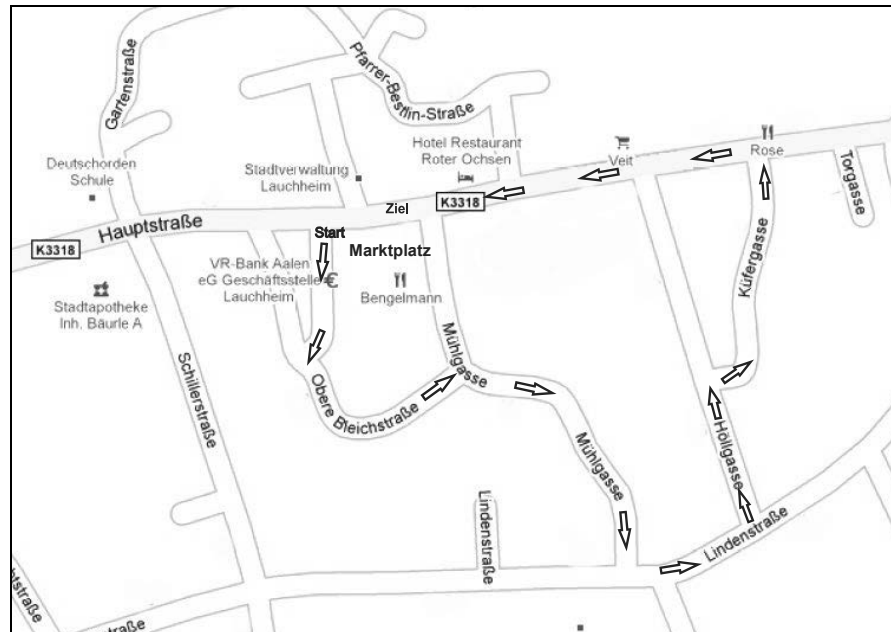 Gartenstraße
Pfarrer-Bestlin-Straße
Deutschorden
Schule
Stadtverwaltung
Lauchheim
Hotel Restaurant
Roter Ochsen
Veit
Rose
Torgasse
K3318
Hauptstraße
Ziel
K3318
Start
Marktplatz
VR-Bank Aalen
eG Geschäftsstelle
Lauchheim
Bengelmann
Küfergasse
Stadtapotheke
Inh. Bäurle A
Schillerstraße
Mühlgasse
Obere Bleichstraße
Mühlgasse
Höllgasse
Lindenstraße
Lindenstraße